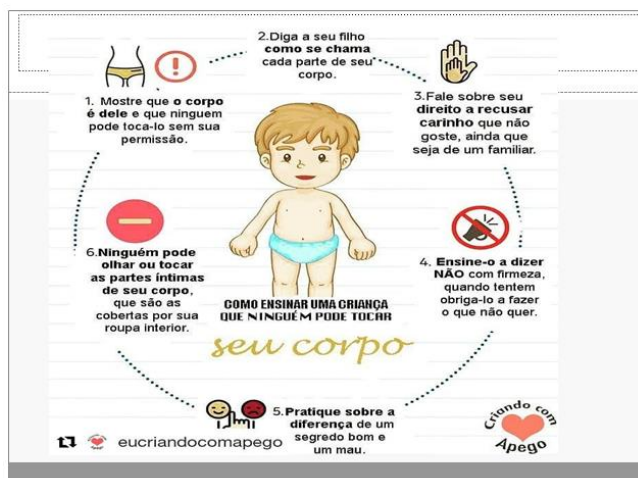 1. Mostre que o corpo
é dele e que ninguem
pode toca-lo sem sua
permissão.
2.Diga a seu filho
como se chama
cada parte de seu
corpo.
3.Fale sobre seu
direito a recusar
carinho que não
goste, ainda que
seja de um familiar.
4. Ensine-o a dizer
NÃO com firmeza,
quando tentem
obriga-lo a fazer
o que não quer.
5.Pratique sobre a
diferença de um
segredo bom e
um mau.
6.Ninguém pode
olhar ou tocar
as partes íntimas
de seu corpo,
que são as
cobertas por sua
roupa interior.
COMO ENSINAR UMA CRIANÇA
QUE NINGUÉM PODE TOCAR
seu corpo
eucriandocomapego
Criando com
Apego